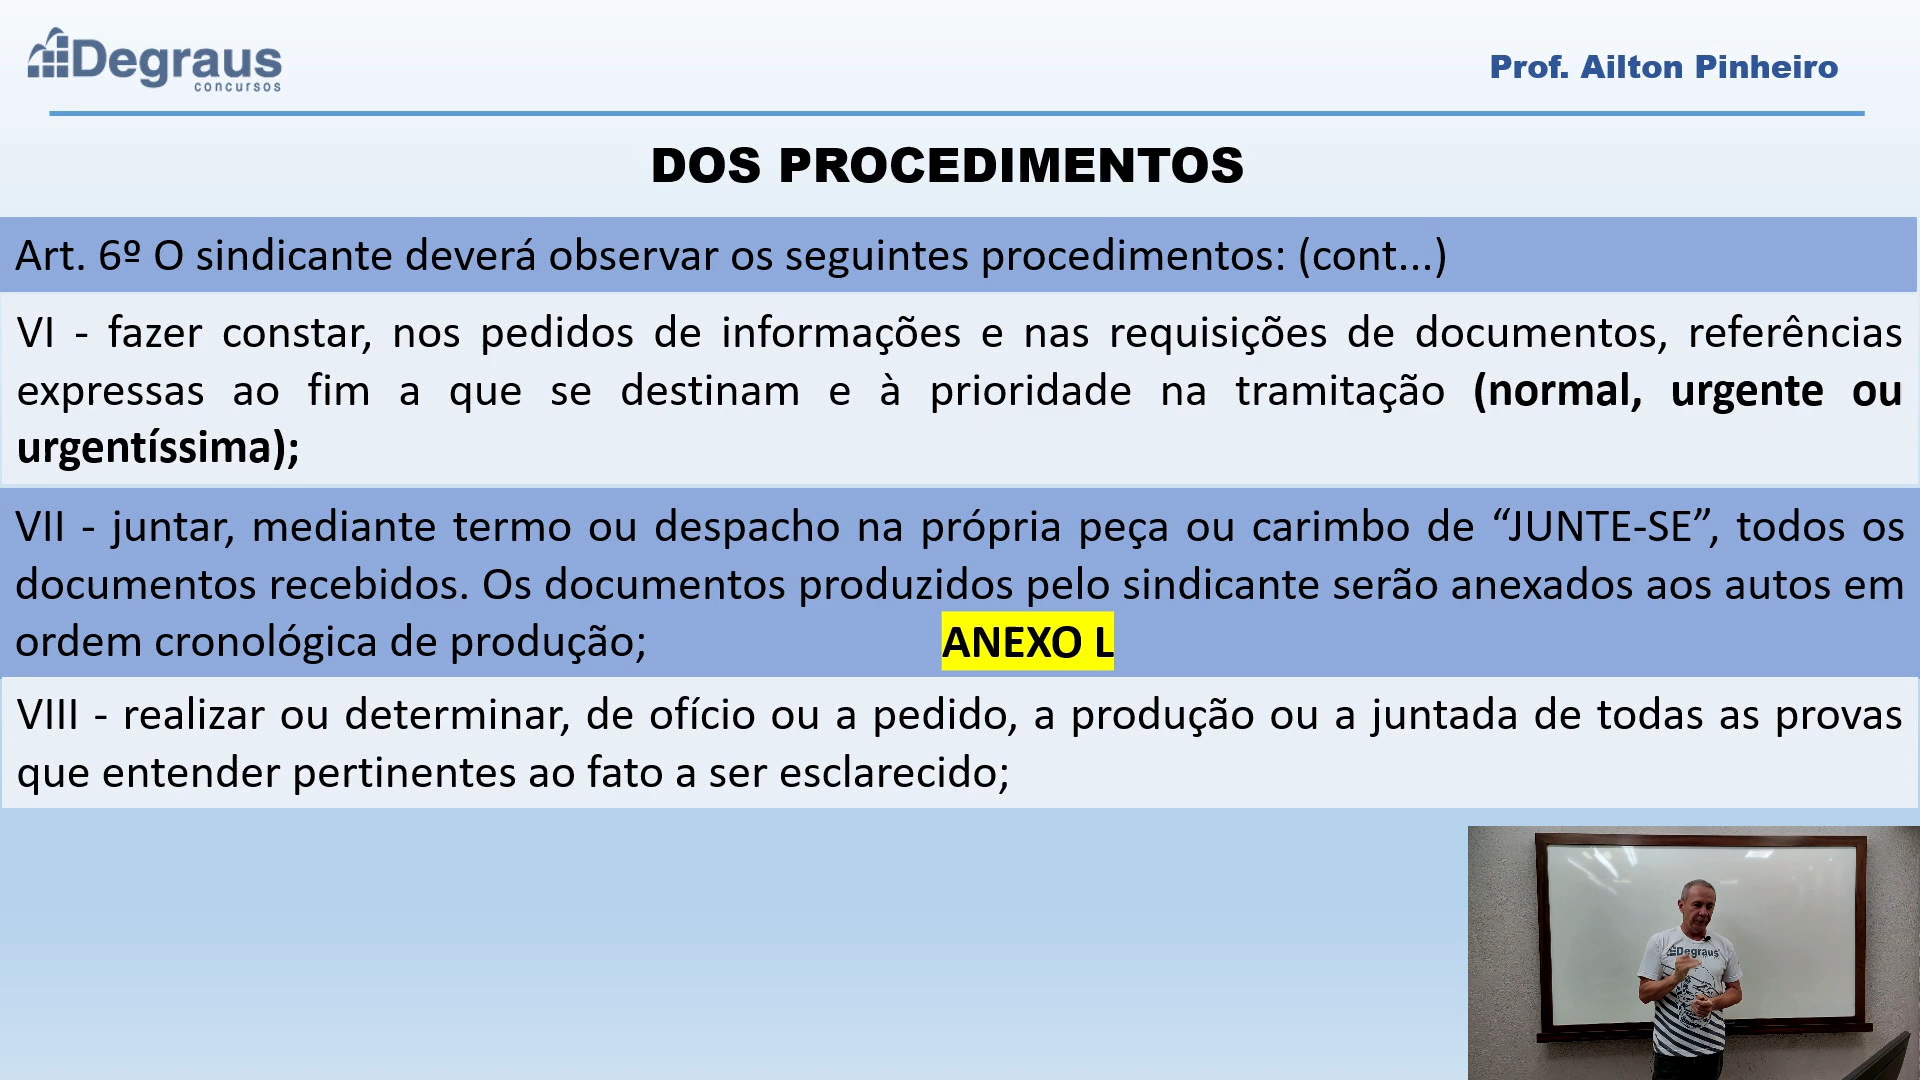 Degraus
concursos
Prof. Ailton Pinheiro
DOS PROCEDIMENTOS
Art. 6º O sindicante deverá observar os seguintes procedimentos: (cont...)
VI - fazer constar, nos pedidos de informações e nas requisições de documentos, referências
expressas ao fim a que se destinam e à prioridade na tramitação (normal, urgente ou
urgentíssima);
VII - juntar, mediante termo ou despacho na própria peça ou carimbo de “JUNTE-SE”, todos os
documentos recebidos. Os documentos produzidos pelo sindicante serão anexados aos autos em
ordem cronológica de produção; ANEXO L
VIII - realizar ou determinar, de ofício ou a pedido, a produção ou a juntada de todas as provas
que entender pertinentes ao fato a ser esclarecido;
Degraus